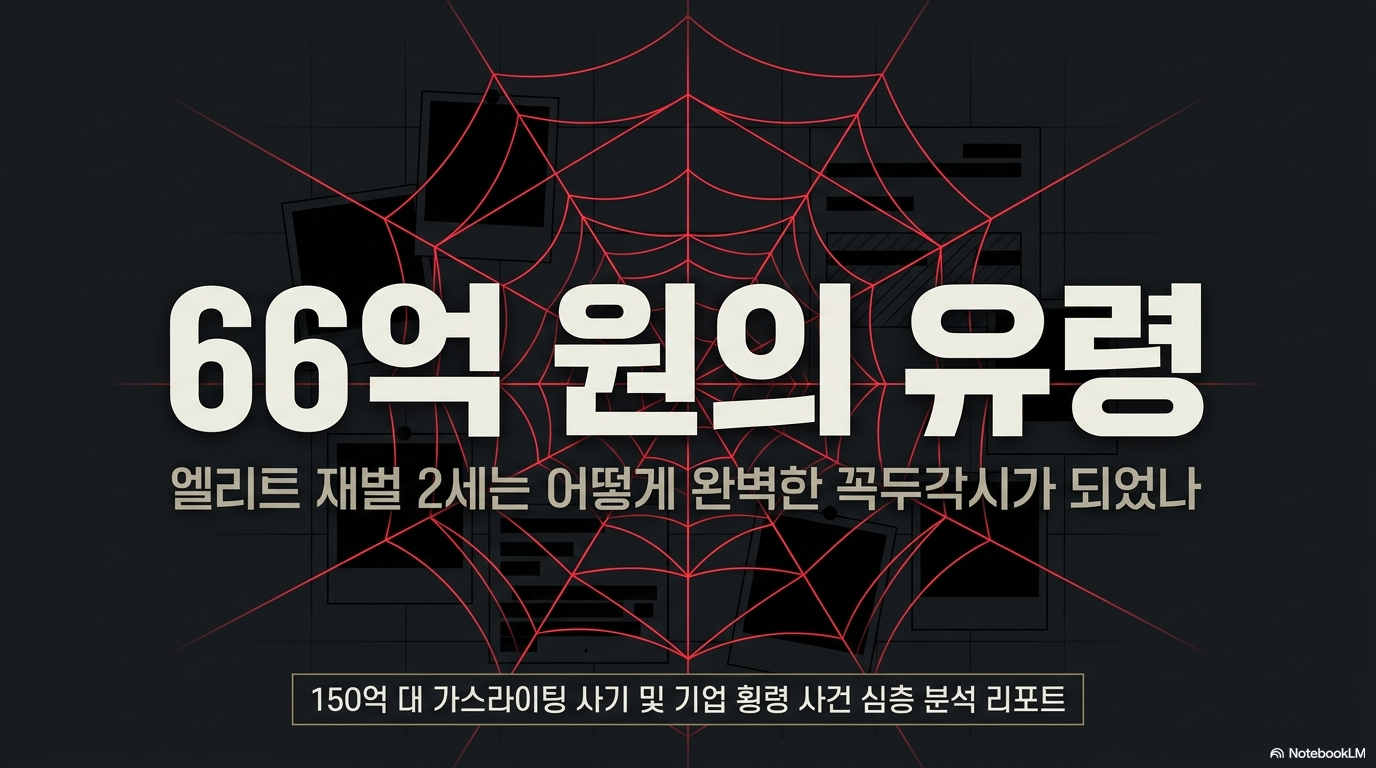 66억 원의 유령
엘리트 재벌 2세는 어떻게 완벽한 꼭두각시가 되었나
150억 대 가스라이팅 사기 및 기업 횡령 사건 심층 분석 리포트
NotebookLM